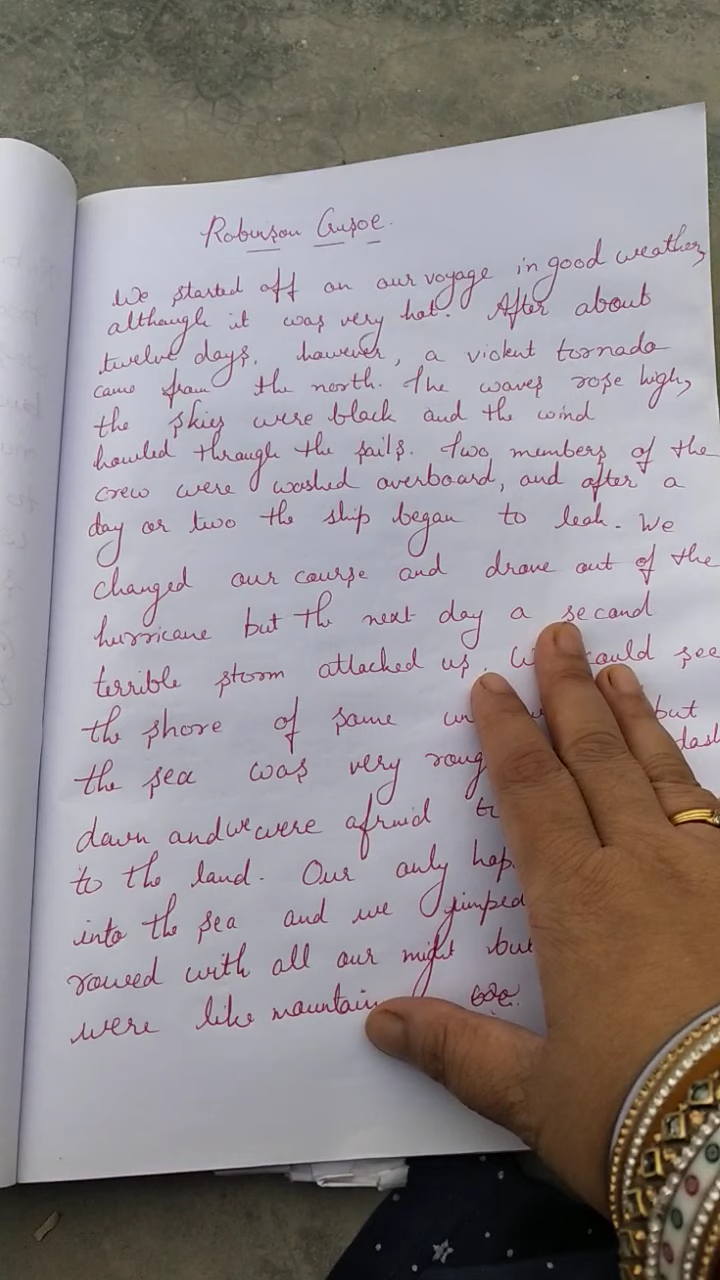 Robinson Crusoe.
We started off on our voyage in good weather,
although it was very hot. After about
twelve days, however, a violent tornado
came from the north. The waves rose high,
the skies were black and the wind
howled through the sails. Two members of the
crew were washed overboard, and after a
day or two the ship began to leak. We
changed our course and drove out of the
hurricane but the next day a second
terrible storm attacked us. could see
the shore of some but
the sea was very
down and we were afraid
to the land. Our only
into the sea and we jumped
rowed with all our might but
were like mountain